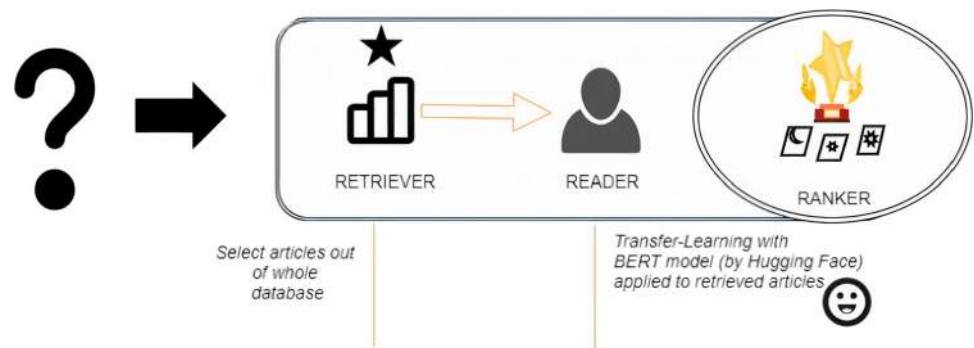 RETRIEVER
READER
RANKER
Select articles out
of whole
database
Transfer-Learning with
BERT model (by Hugging Face)
applied to retrieved articles